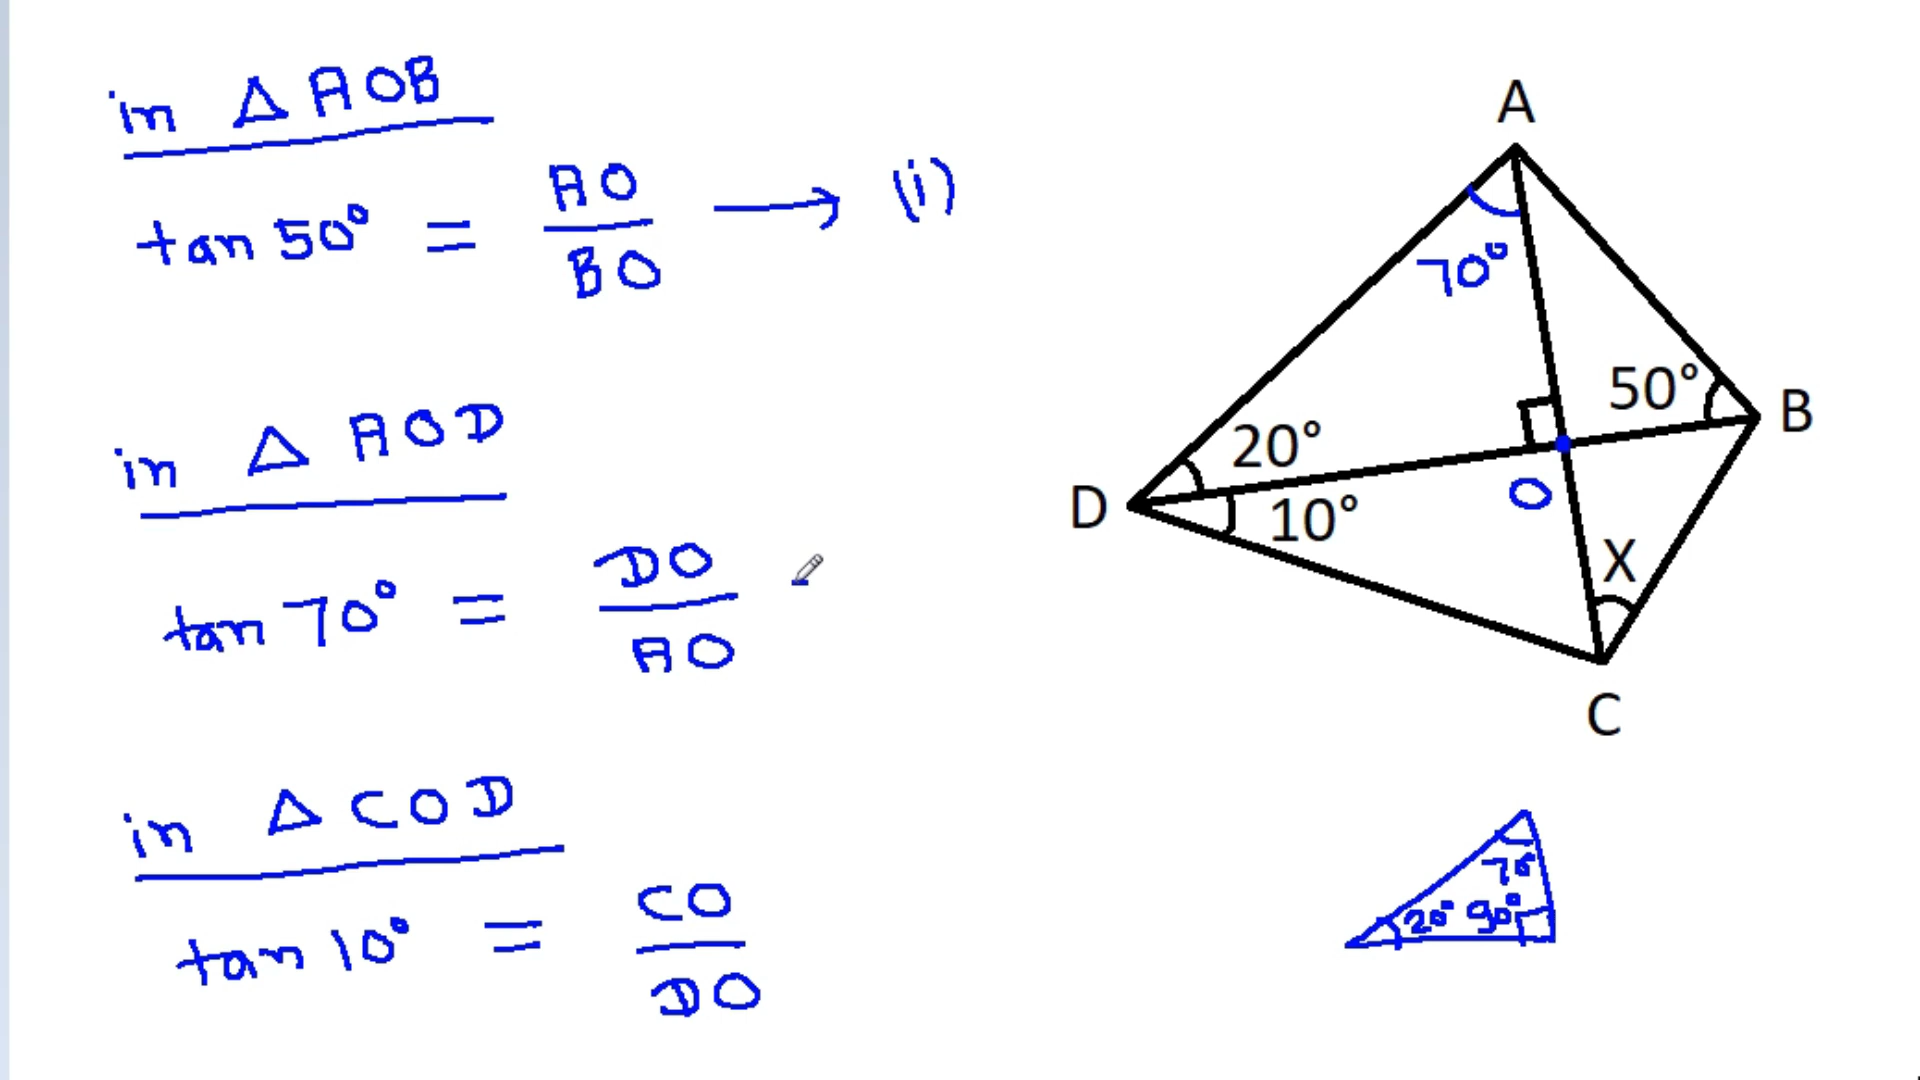 in Δ AOB
tan 50° = AO/BO → (i)
in Δ AOD
tan 70° = DO/AO
in Δ COD
tan 10° = CO/DO
A
70°
50°
B
20°
D
10°
O
X
C
70°
20° 90°